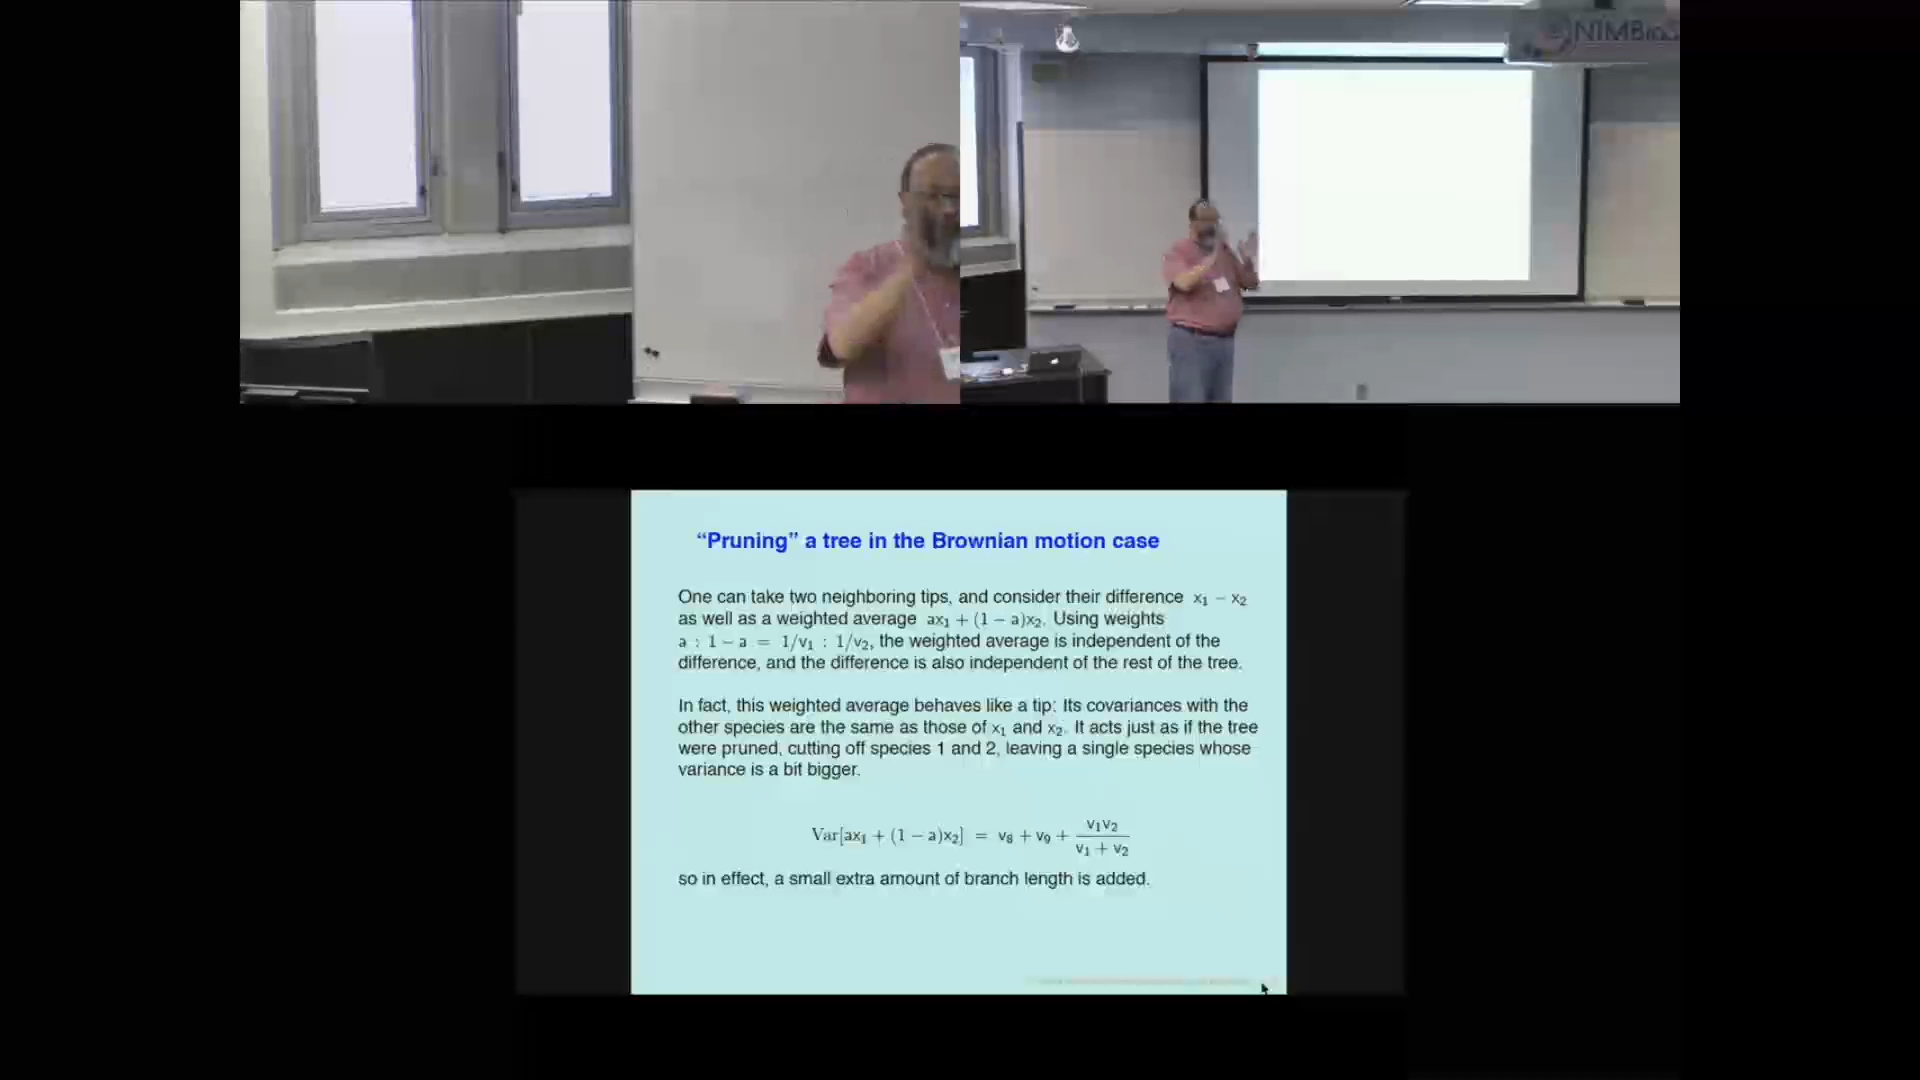 NIMBioS
“Pruning” a tree in the Brownian motion case
One can take two neighboring tips, and consider their difference x₁ − x₂
as well as a weighted average ax₁ + (1 − a)x₂. Using weights
a : 1 − a = 1/v₁ : 1/v₂, the weighted average is independent of the
difference, and the difference is also independent of the rest of the tree.
In fact, this weighted average behaves like a tip: Its covariances with the
other species are the same as those of x₁ and x₂. It acts just as if the tree
were pruned, cutting off species 1 and 2, leaving a single species whose
variance is a bit bigger.
Var[ax₁ + (1 − a)x₂] = v₈ + v₉ + v₁v₂ / (v₁ + v₂)
so in effect, a small extra amount of branch length is added.